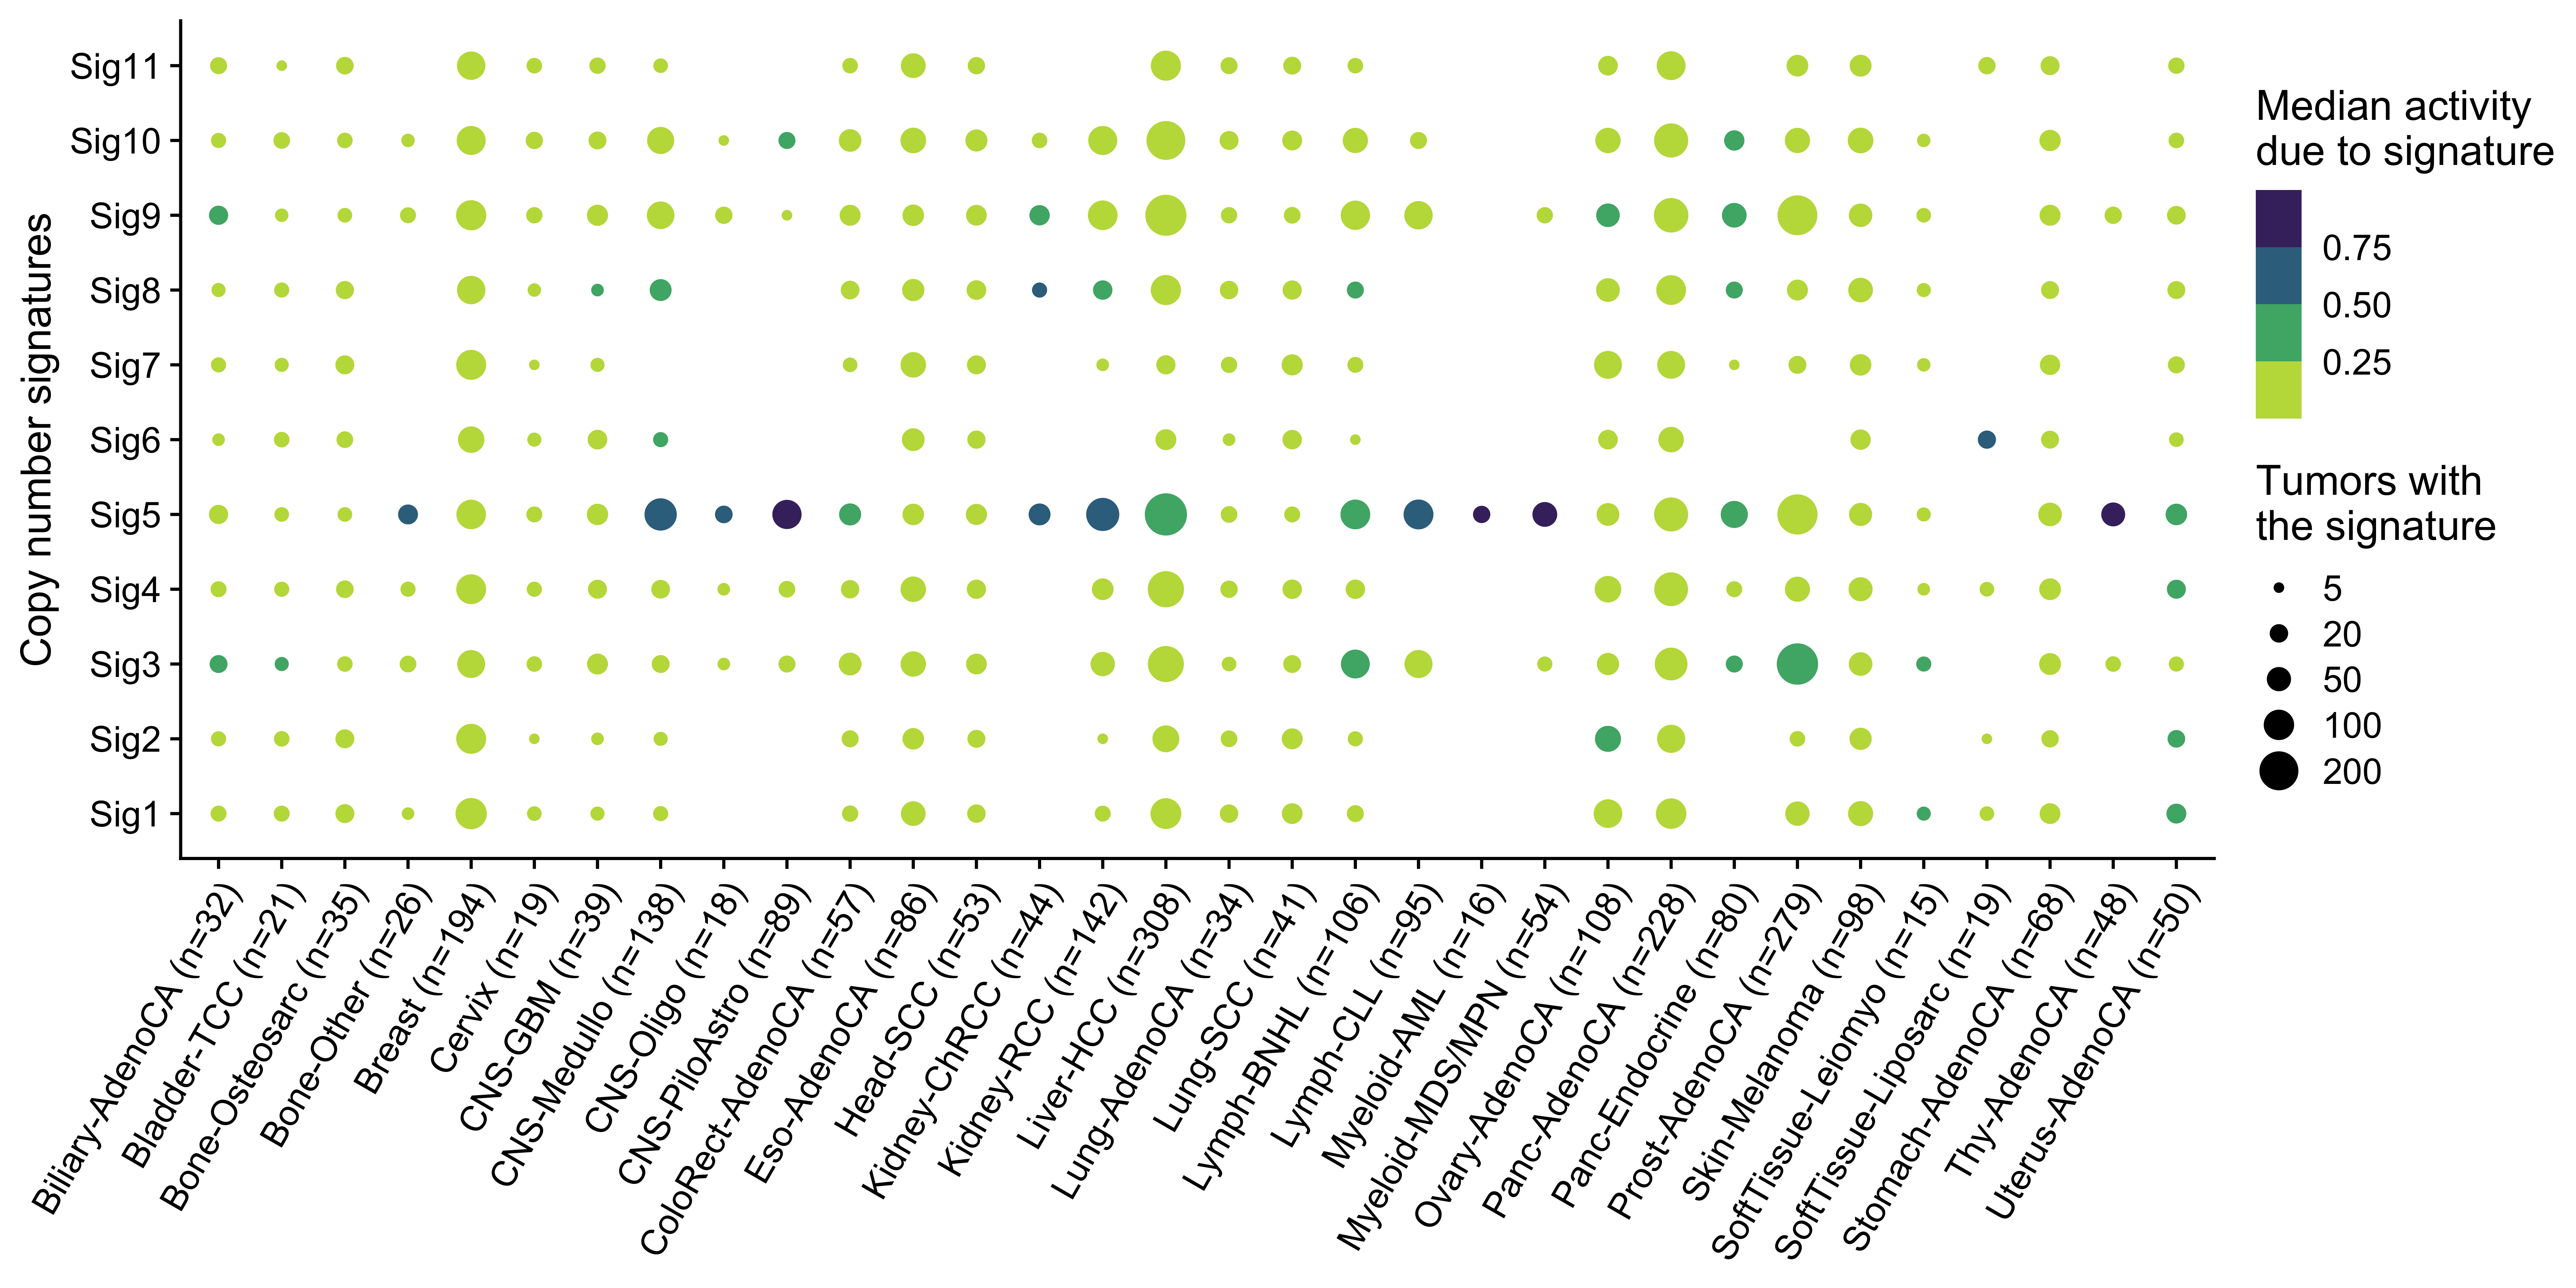 Copy number signatures
Sig11
Sig10
Sig9
Sig8
Sig7
Sig6
Sig5
Sig4
Sig3
Sig2
Sig1
Biliary-AdenoCA (n=32)
Bladder-TCC (n=21)
Bone-Osteosarc (n=35)
Bone-Other (n=26)
Breast (n=194)
Cervix (n=19)
CNS-GBM (n=39)
CNS-Medullo (n=138)
CNS-Oligo (n=18)
CNS-PiloAstro (n=89)
ColoRect-AdenoCA (n=57)
Eso-AdenoCA (n=86)
Head-SCC (n=53)
Kidney-ChRCC (n=44)
Kidney-RCC (n=142)
Liver-HCC (n=308)
Lung-AdenoCA (n=34)
Lung-SCC (n=41)
Lymph-BNHL (n=106)
Lymph-CLL (n=95)
Myeloid-AML (n=16)
Myeloid-MDS/MPN (n=54)
Ovary-AdenoCA (n=108)
Panc-AdenoCA (n=228)
Panc-Endocrine (n=80)
Prost-AdenoCA (n=279)
Skin-Melanoma (n=98)
SoftTissue-Leiomyo (n=15)
SoftTissue-Liposarc (n=19)
Stomach-AdenoCA (n=68)
Thy-AdenoCA (n=48)
Uterus-AdenoCA (n=50)
Median activity
due to signature
0.75
0.50
0.25
Tumors with
the signature
5
20
50
100
200